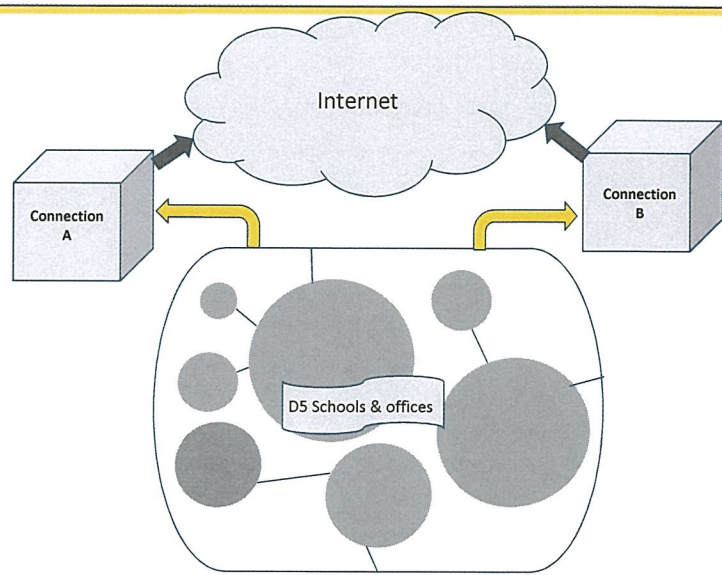 Internet
Connection
A
Connection
B
D5 Schools & offices